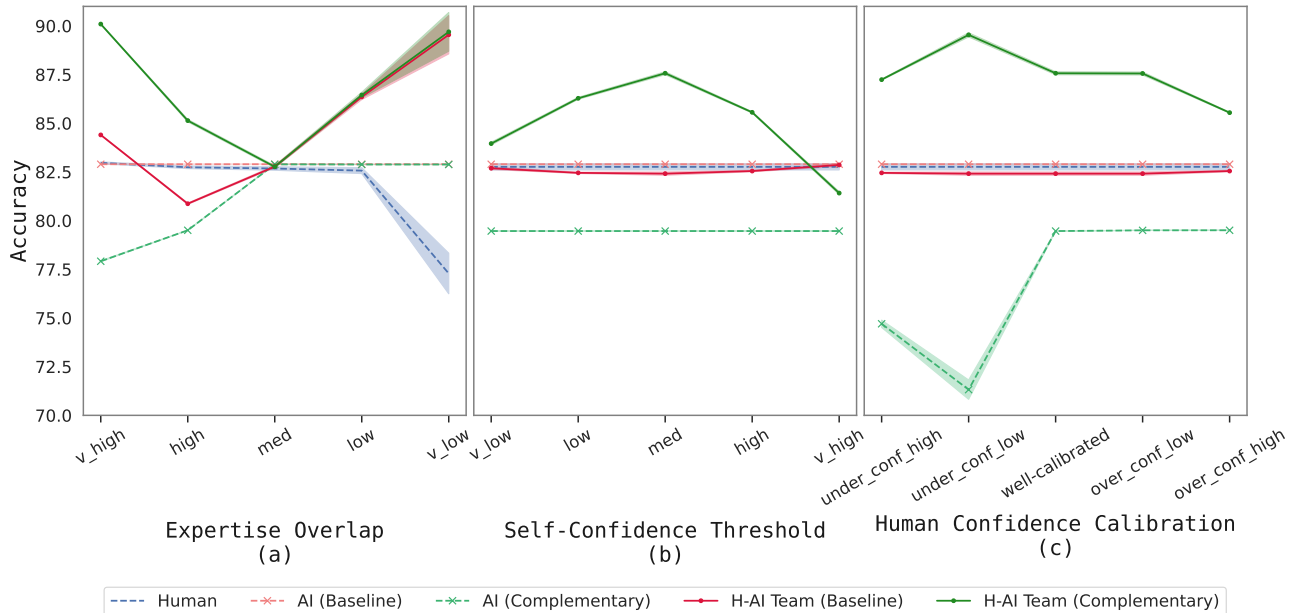 Accuracy
90.0
87.5
85.0
82.5
80.0
77.5
75.0
72.5
70.0
v_high
high
med
low
v_low
Expertise Overlap
(a)
v_low
low
med
high
v_high
Self-Confidence Threshold
(b)
under_conf_high
under_conf_low
well-calibrated
over_conf_low
over_conf_high
Human Confidence Calibration
(c)
Human AI (Baseline) AI (Complementary) H-AI Team (Baseline) H-AI Team (Complementary)